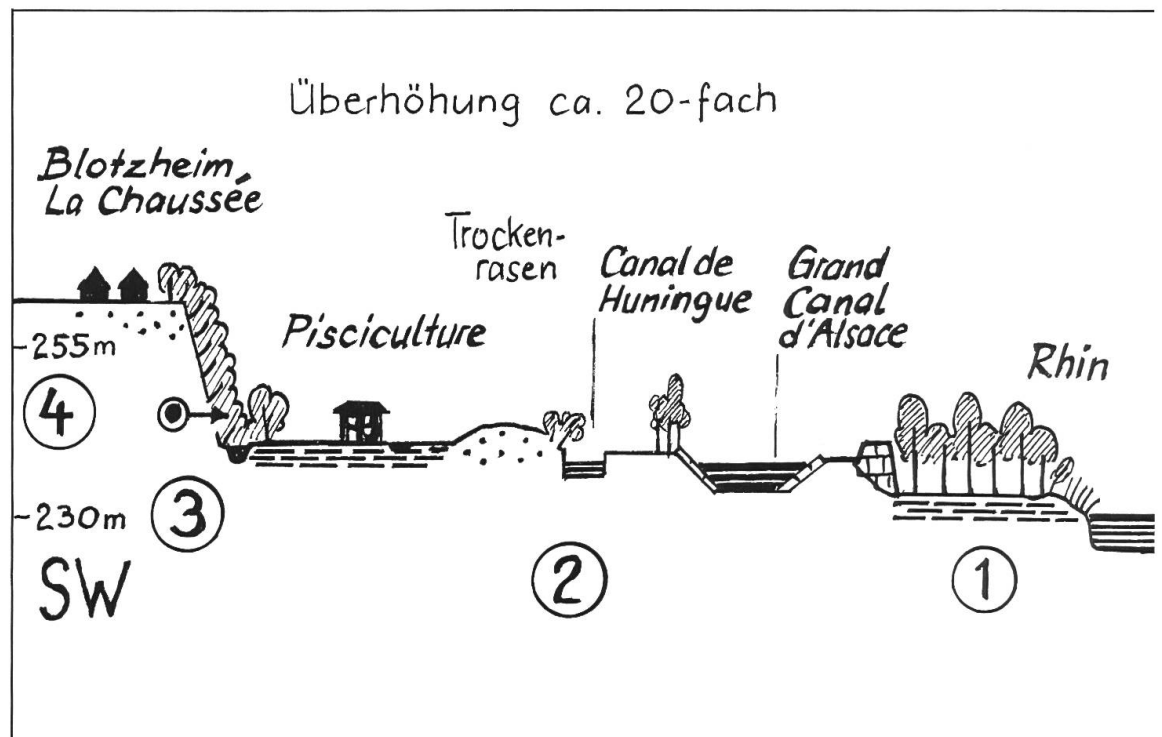 Überhöhung ca. 20-fach
Blotzheim,
La Chaussée
Trocken-
rasen
Canal de
Huningue
Grand
Canal
d'Alsace
Pisciculture
Rhin
-255m
4
-230m
3
SW
2
1